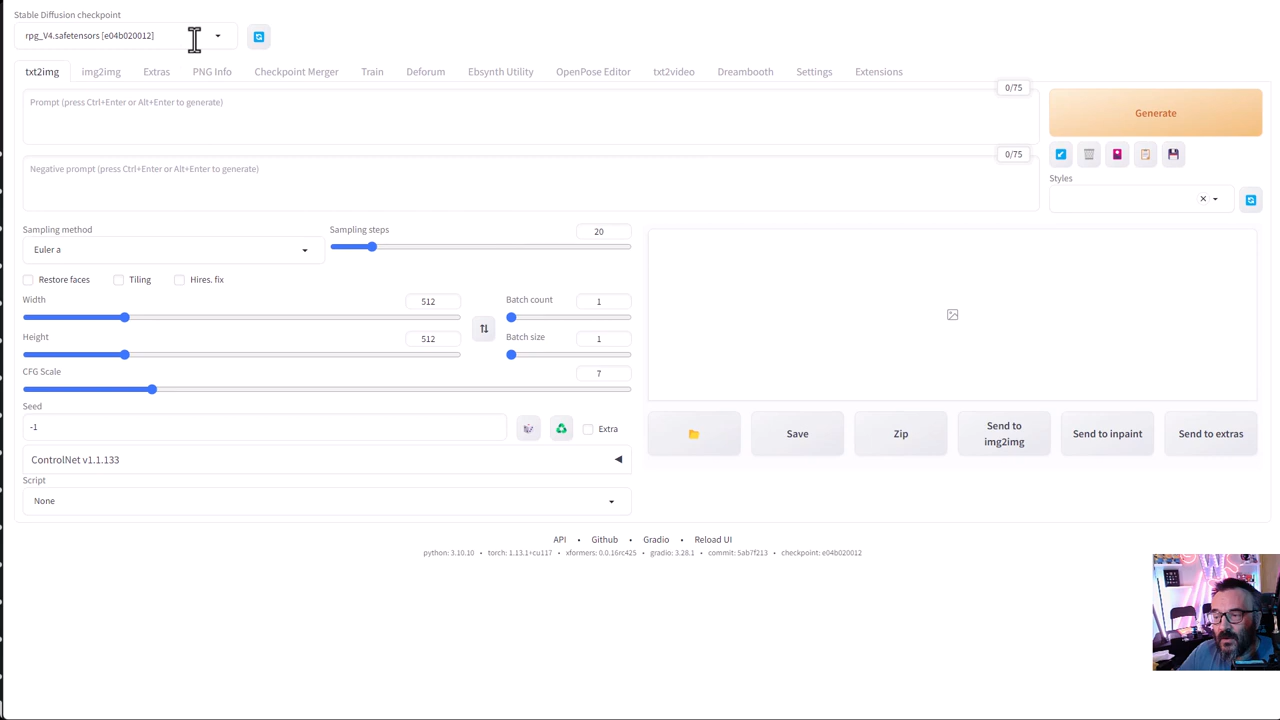 Stable Diffusion checkpoint
rpg_V4.safetensors [e04b020012]
txt2img img2img Extras PNG Info Checkpoint Merger Train Deforum Ebsynth Utility OpenPose Editor txt2video Dreambooth Settings Extensions
0/75
Prompt (press Ctrl+Enter or Alt+Enter to generate)
Generate
0/75
Negative prompt (press Ctrl+Enter or Alt+Enter to generate)
Styles
Sampling method
Sampling steps
20
Euler a
Restore faces Tiling Hires. fix
Width
512
Batch count
1
Height
512
Batch size
1
CFG Scale
7
Seed
-1
Extra
Save
Zip
Send to
img2img
Send to inpaint
Send to extras
ControlNet v1.1.133
Script
None
API • Github • Gradio • Reload UI
python: 3.10.10 • torch: 1.13.1+cu117 • xformers: 0.0.16rc425 • gradio: 3.28.1 • commit: 5ab7f213 • checkpoint: e04b020012